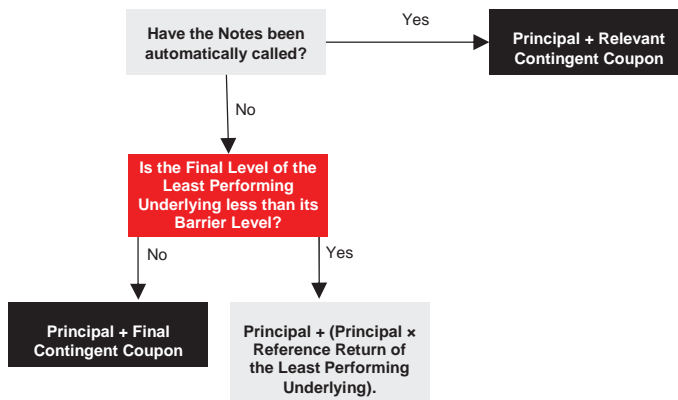 Have the Notes been
automatically called?
Yes
Principal + Relevant
Contingent Coupon
No
Is the Final Level of the
Least Performing
Underlying less than its
Barrier Level?
No
Yes
Principal + Final
Contingent Coupon
Principal + (Principal ×
Reference Return of
the Least Performing
Underlying).